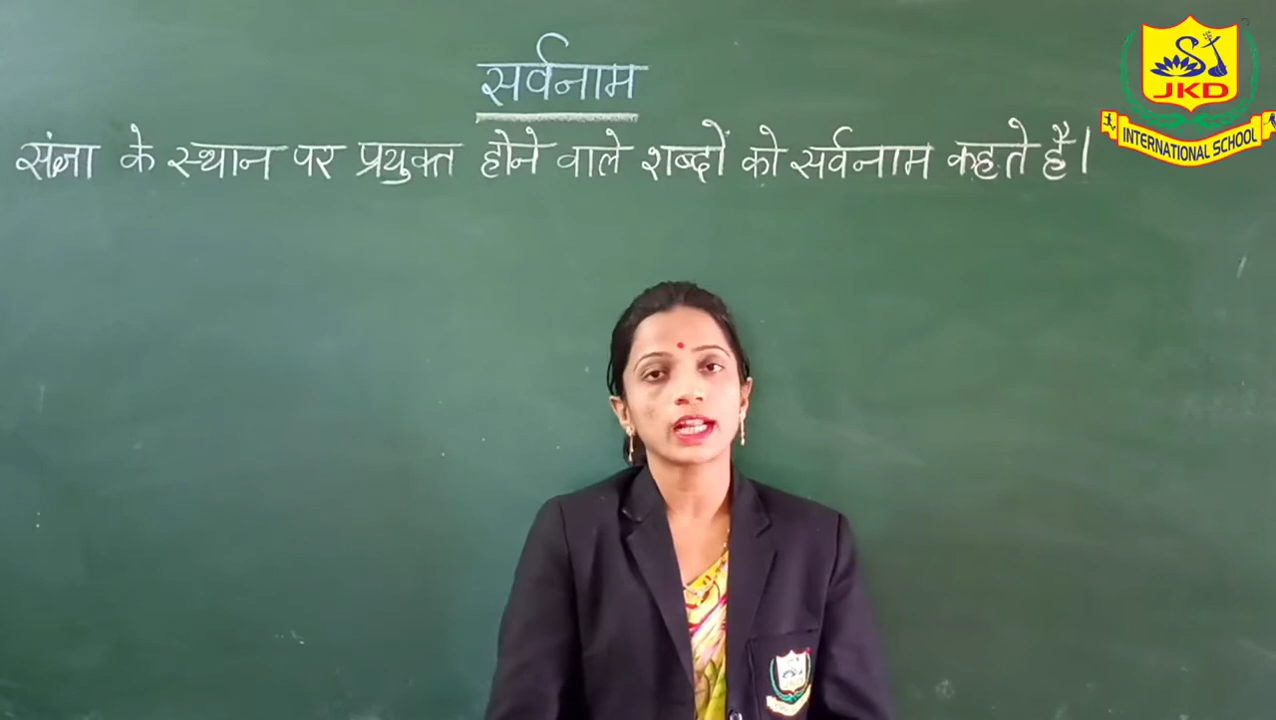 सर्वनाम
संज्ञा के स्थान पर प्रयुक्त होने वाले शब्दों को सर्वनाम कहते है।
JKD
INTERNATIONAL SCHOOL